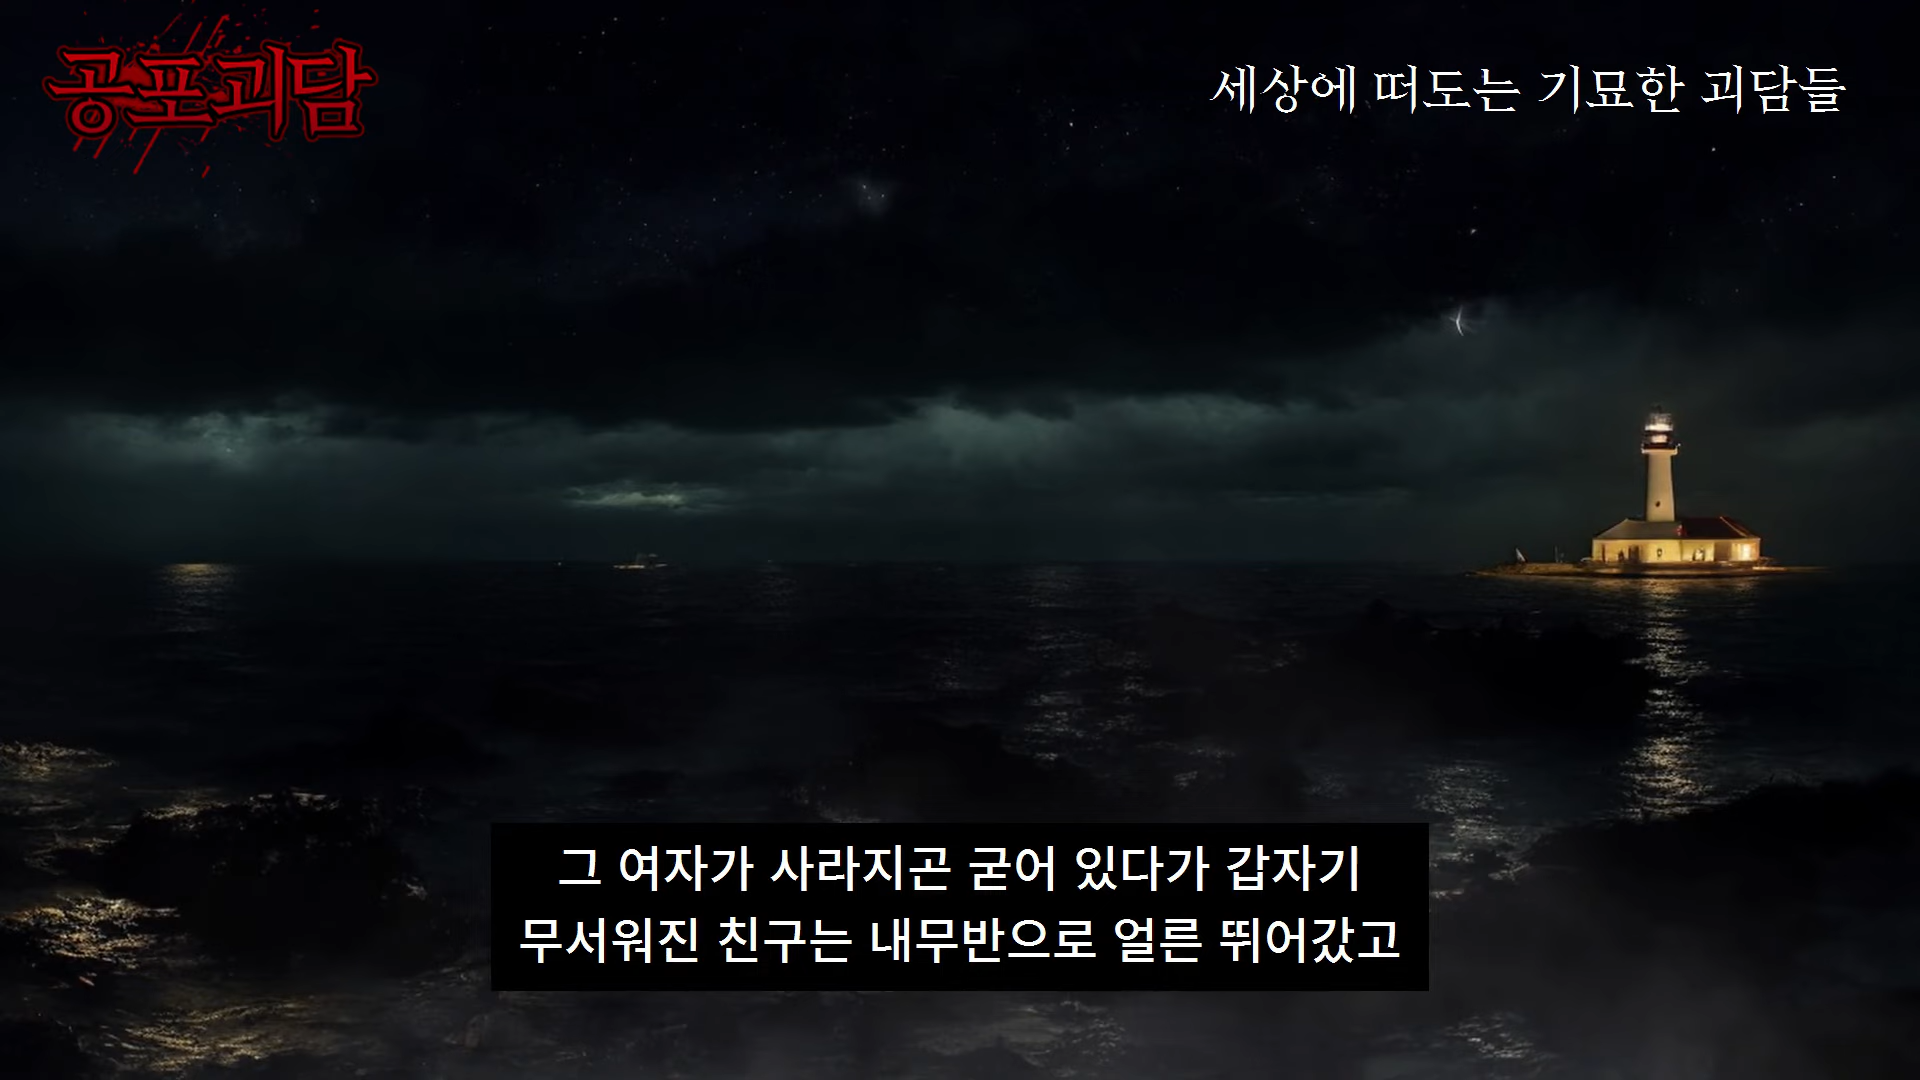 공포괴담
세상에 떠도는 기묘한 괴담들
그 여자가 사라지곤 굳어 있다가 갑자기
무서워진 친구는 내무반으로 얼른 뛰어갔고